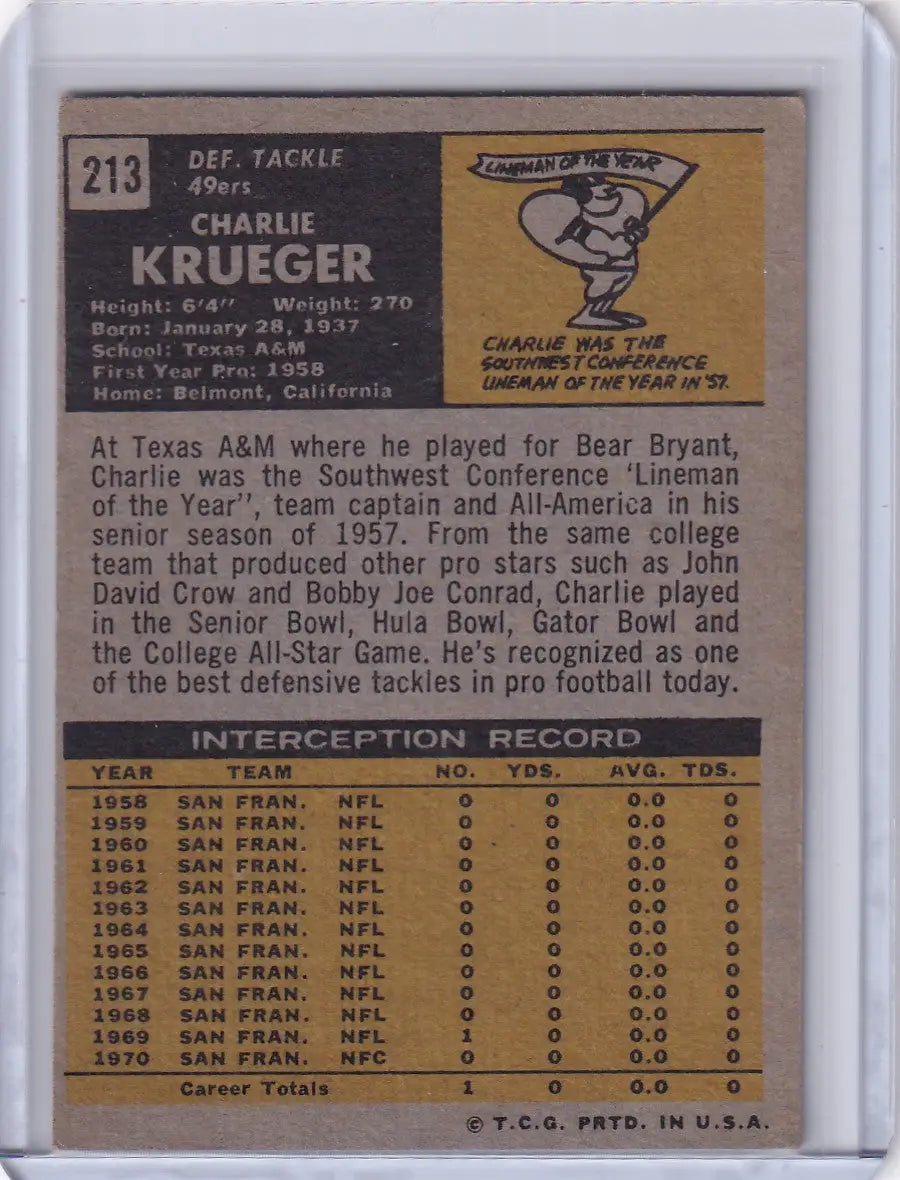 213
DEF. TACKLE
49ers
CHARLIE
KRUEGER
Height: 6'4" Weight: 270
Born: January 28, 1937
School: Texas A&M
First Year Pro: 1958
Home: Belmont, California
LINEMAN OF THE YEAR
CHARLIE WAS THE
SOUTHWEST CONFERENCE
LINEMAN OF THE YEAR IN '57.
At Texas A&M where he played for Bear Bryant,
Charlie was the Southwest Conference 'Lineman
of the Year", team captain and All-America in his
senior season of 1957. From the same college
team that produced other pro stars such as John
David Crow and Bobby Joe Conrad, Charlie played
in the Senior Bowl, Hula Bowl, Gator Bowl and
the College All-Star Game. He's recognized as one
of the best defensive tackles in pro football today.
INTERCEPTION RECORD
YEAR TEAM NO. YDS. AVG. TDS.
1958 SAN FRAN. NFL 0 0 0.0 0
1959 SAN FRAN. NFL 0 0 0.0 0
1960 SAN FRAN. NFL 0 0 0.0 0
1961 SAN FRAN. NFL 0 0 0.0 0
1962 SAN FRAN. NFL 0 0 0.0 0
1963 SAN FRAN. NFL 0 0 0.0 0
1964 SAN FRAN. NFL 0 0 0.0 0
1965 SAN FRAN. NFL 0 0 0.0 0
1966 SAN FRAN. NFL 0 0 0.0 0
1967 SAN FRAN. NFL 0 0 0.0 0
1968 SAN FRAN. NFL 0 0 0.0 0
1969 SAN FRAN. NFL 1 0 0.0 0
1970 SAN FRAN. NFC 0 0 0.0 0
Career Totals 1 0 0.0 0
© T.C.G. PRTD. IN U.S.A.